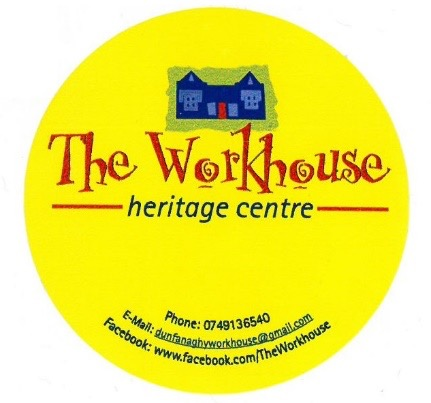 The Workhouse
heritage centre
Phone: 0749136540
E-Mail: dunfanaghyworkhouse@gmail.com
Facebook: www.facebook.com/TheWorkhouse